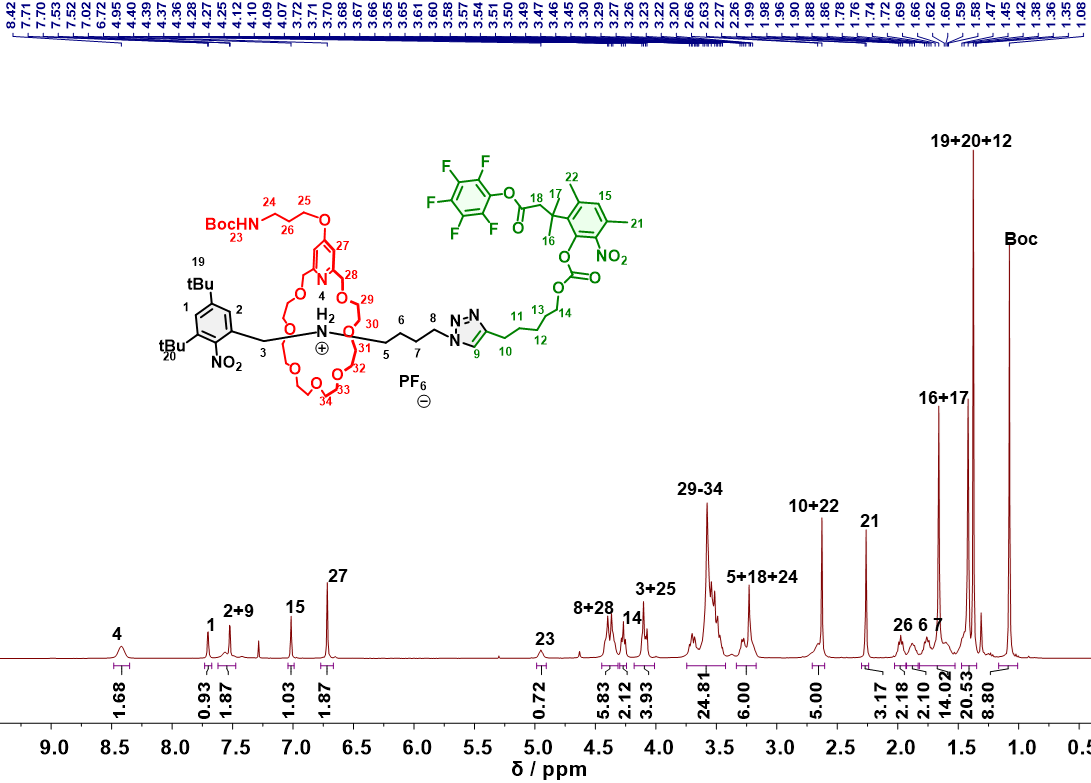 8.42 7.71 7.70 7.53 7.52 7.02 6.72 4.95 4.40 4.39 4.37 4.36 4.28 4.27 4.25 4.12 4.10 4.09 4.07 3.72 3.71 3.70 3.68 3.67 3.66 3.65 3.65 3.61 3.60 3.58 3.57 3.54 3.51 3.50 3.49 3.47 3.46 3.45 3.30 3.29 3.27 3.26 3.23 3.22 3.20 2.66 2.63 2.27 2.26 1.99 1.98 1.96 1.90 1.88 1.86 1.78 1.76 1.74 1.72 1.69 1.66 1.62 1.60 1.59 1.58 1.47 1.45 1.42 1.38 1.36
19+20+12
F F 22 17
F O 18 15
24 25
BocHN O F F O 16 21
23 26 O NO2
27 O O
19 N 28
tBu 4 O O 29 13 14
1 2 H2 30 6 8 N N 11
N O 31 N 12
tBu 20 NO2 3 ⊕ 5 7 9 10
O O 32
O 33 PF6
34 ⊖
Boc
16+17
29-34
10+22
21
27
3+25
5+18+24
8+28
14
15
1
2+9
4
23
26 6 7
1.68 0.93 1.87 1.03 1.87 0.72 5.83 2.12 3.93 24.81 6.00 5.00 3.17 2.18 2.10 14.02 20.53 8.80
9.0 8.5 8.0 7.5 7.0 6.5 6.0 5.5 5.0 4.5 4.0 3.5 3.0 2.5 2.0 1.5 1.0
δ / ppm